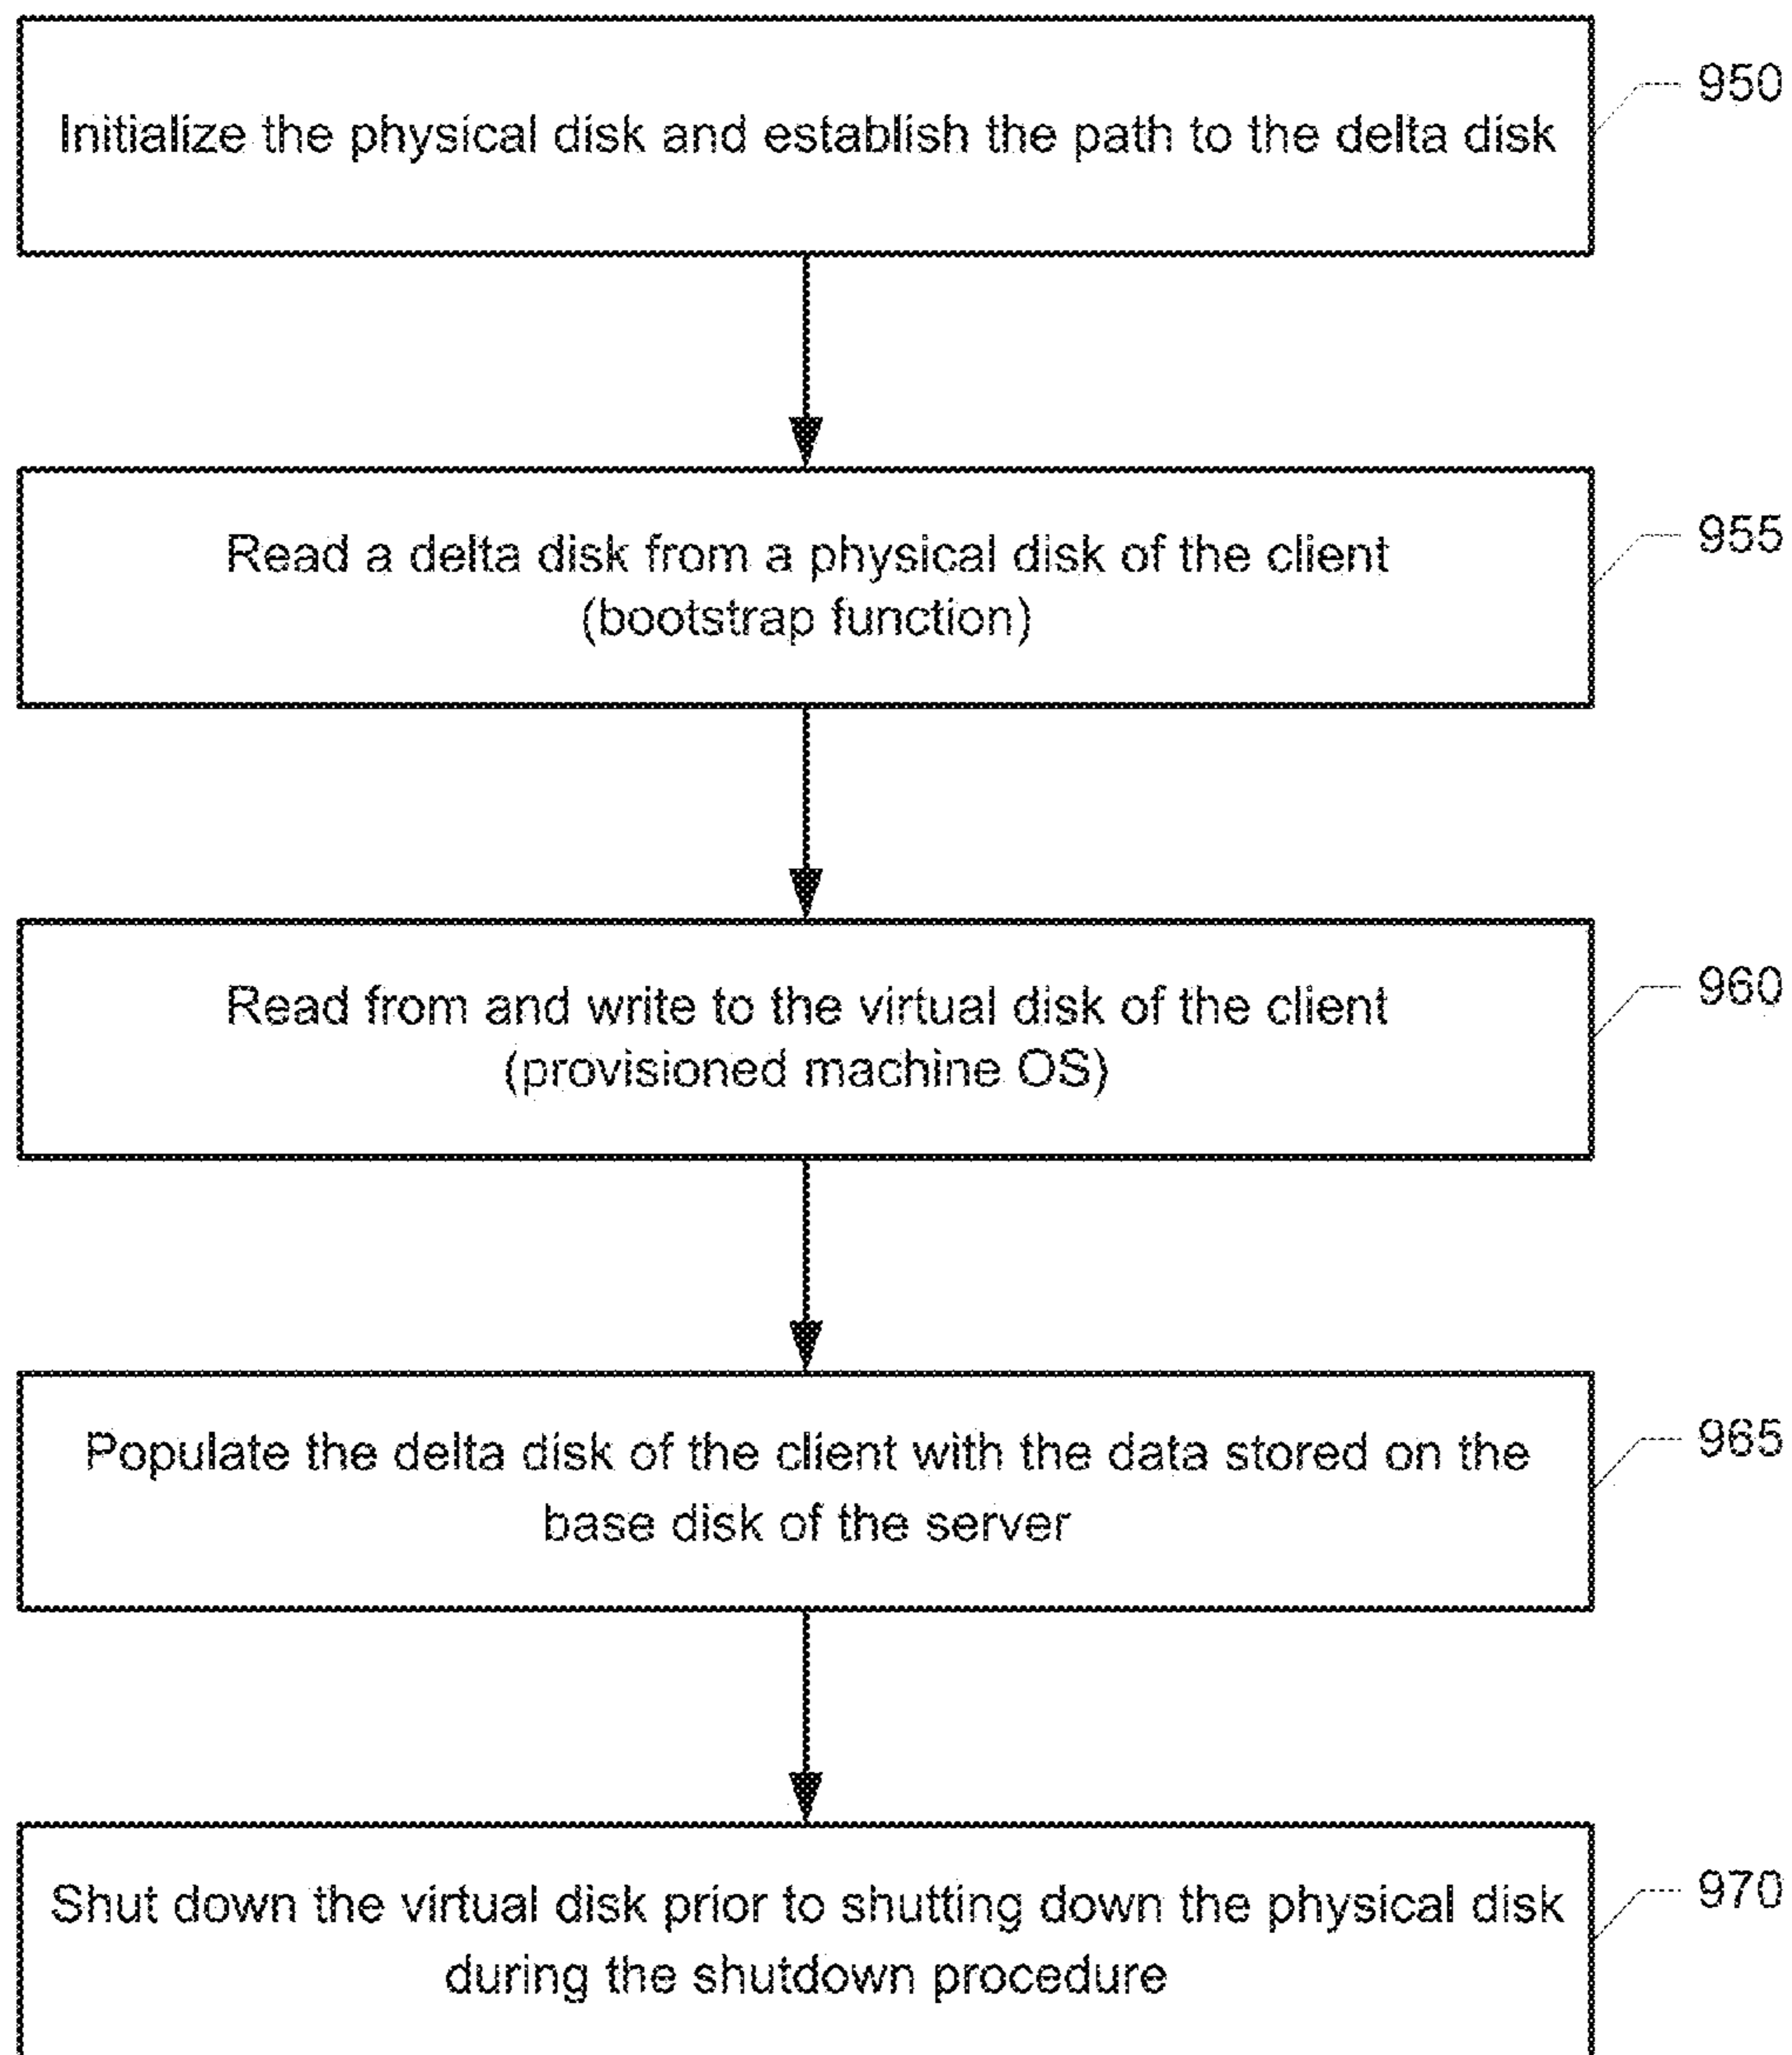 Initialize the physical disk and establish the path to the delta disk
950
Read a delta disk from a physical disk of the client
(bootstrap function)
955
Read from and write to the virtual disk of the client
(provisioned machine OS)
960
Populate the delta disk of the client with the data stored on the
base disk of the server
965
Shut down the virtual disk prior to shutting down the physical disk
during the shutdown procedure
970